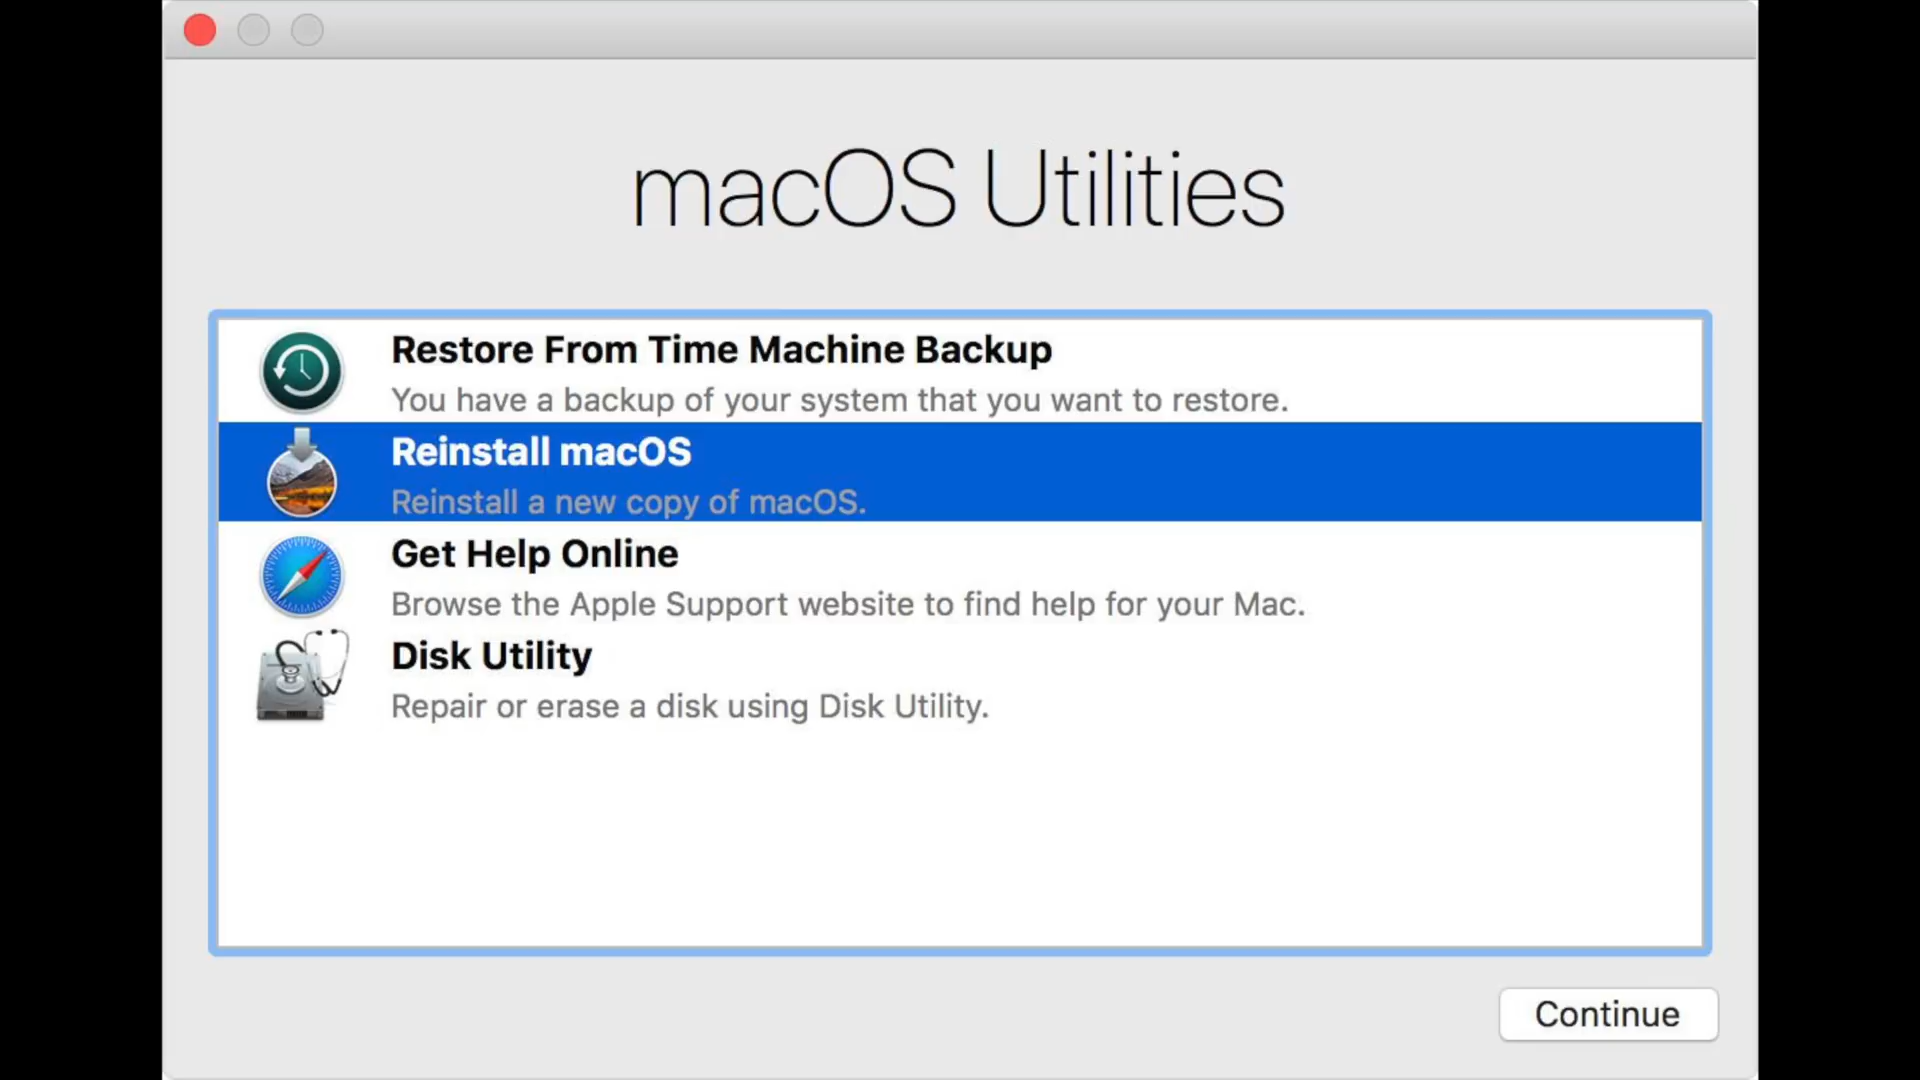 macOS Utilities
Restore From Time Machine Backup
You have a backup of your system that you want to restore.
Reinstall macOS
Reinstall a new copy of macOS.
Get Help Online
Browse the Apple Support website to find help for your Mac.
Disk Utility
Repair or erase a disk using Disk Utility.
Continue